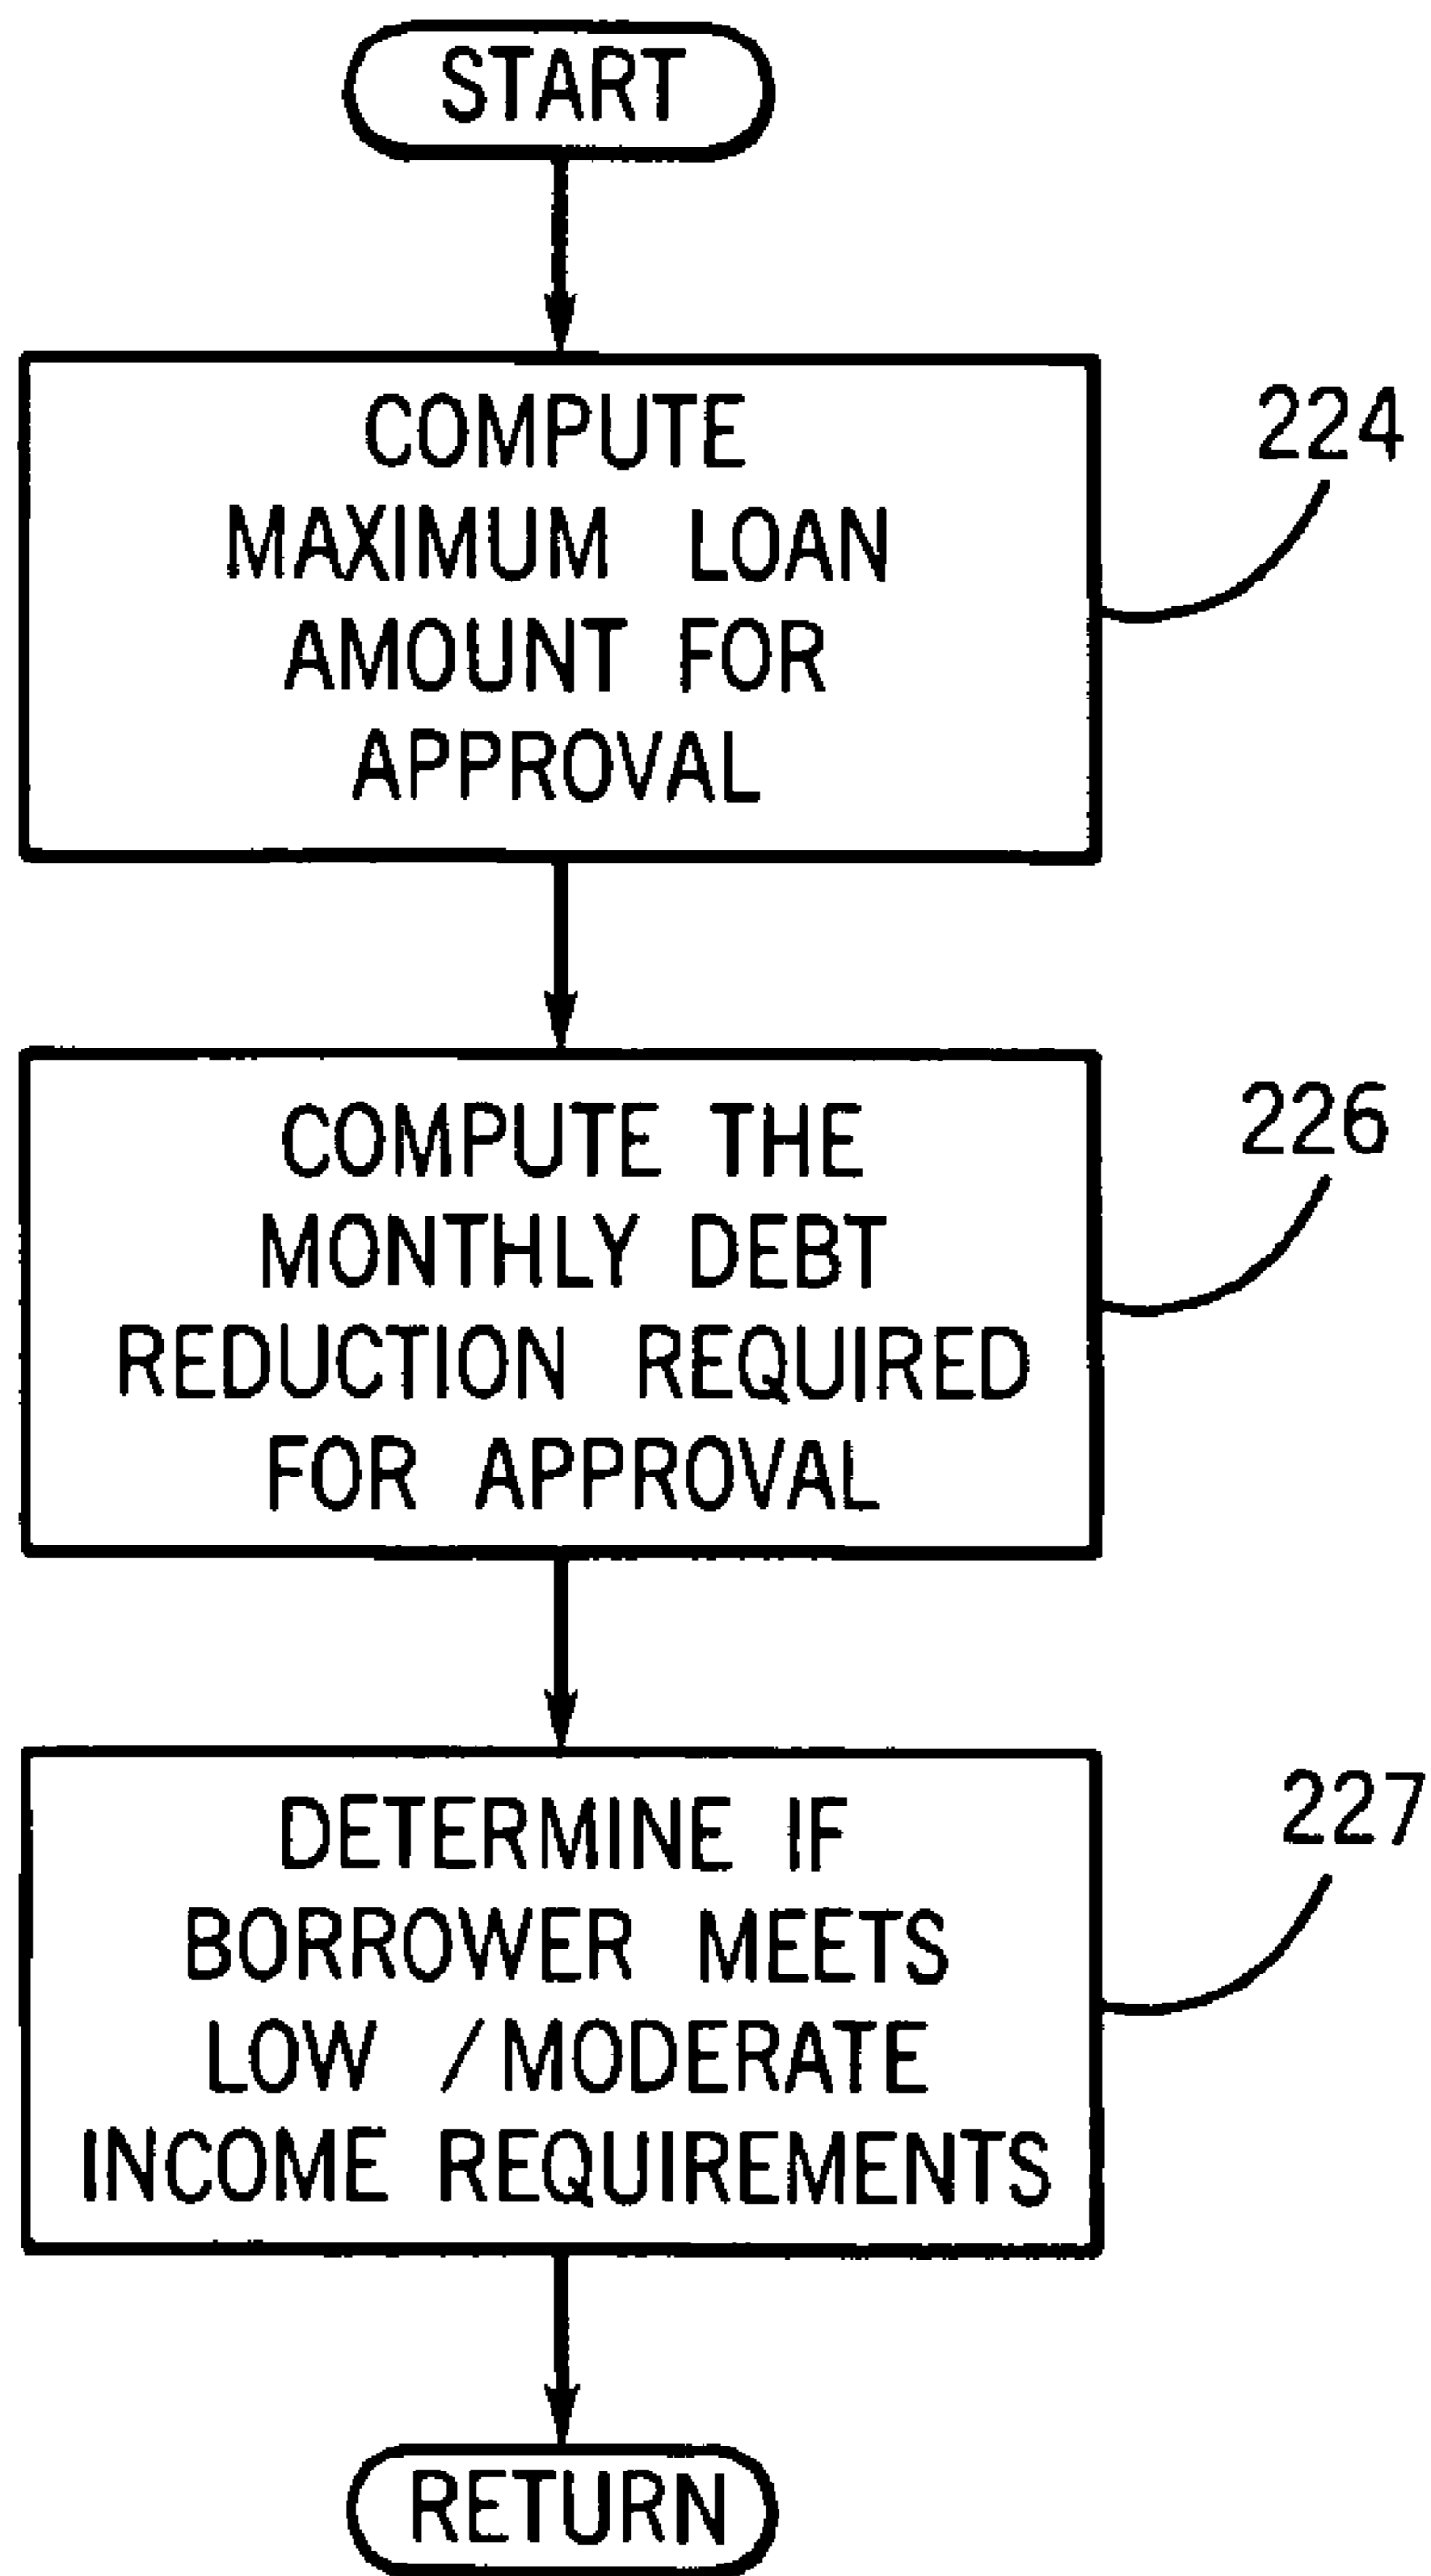 START
COMPUTE
MAXIMUM LOAN
AMOUNT FOR
APPROVAL
224
COMPUTE THE
MONTHLY DEBT
REDUCTION REQUIRED
FOR APPROVAL
226
DETERMINE IF
BORROWER MEETS
LOW /MODERATE
INCOME REQUIREMENTS
227
RETURN